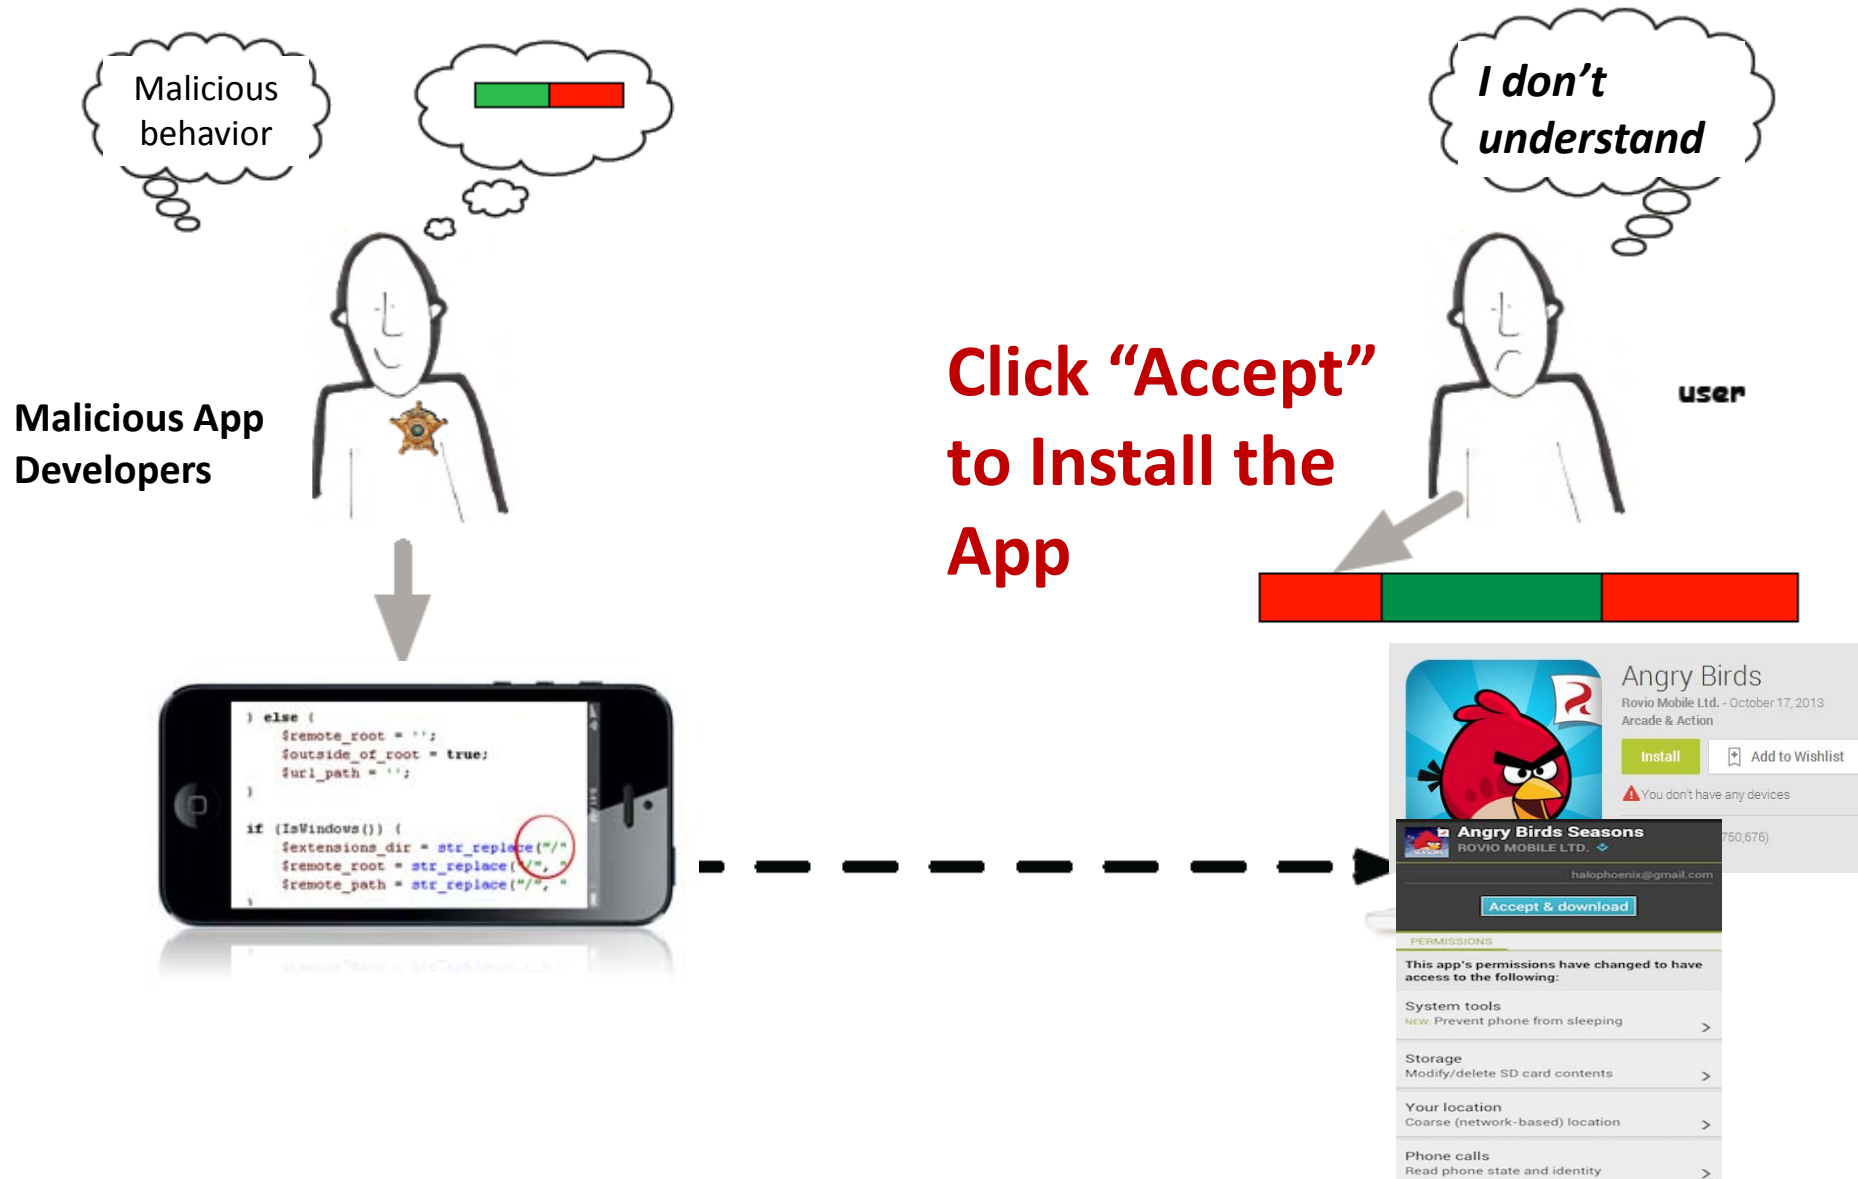 Malicious
behavior
I don’t
understand
Malicious App
Developers
Click “Accept”
to Install the
App
user
) else (
$remote_root = '';
$outside_of_root = true;
$url_path = '';
)
if (IsWindows()) (
$extensions_dir = str_replace("/"
$remote_root = str_replace("/", "
$remote_path = str_replace("/", "
)
Angry Birds
Rovio Mobile Ltd. - October 17, 2013
Arcade & Action
Install
Add to Wishlist
You don't have any devices
750,676)
Angry Birds Seasons
ROVIO MOBILE LTD.
halophoenix@gmail.com
Accept & download
PERMISSIONS
This app's permissions have changed to have
access to the following:
System tools
NEW: Prevent phone from sleeping
Storage
Modify/delete SD card contents
Your location
Coarse (network-based) location
Phone calls
Read phone state and identity